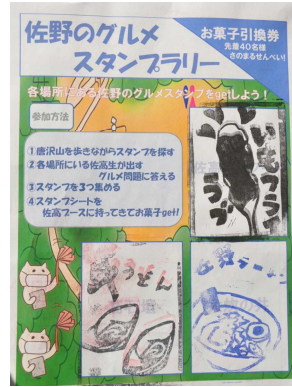 佐野のグルメ
スタンプラリー
お菓子引換券
先着40名様
さのまるせんべい!
各場所にある佐野のグルメスタンプをgetしよう!
参加方法
1 唐沢山を歩きながらスタンプを探す
2 各場所にいる佐高生が出す
グルメ問題に答える
3 スタンプを3つ集める
4 スタンプシートを
佐高ブースに持ってきてお菓子get!!
いもフライ
ラブ
うどん
佐野ラーメン